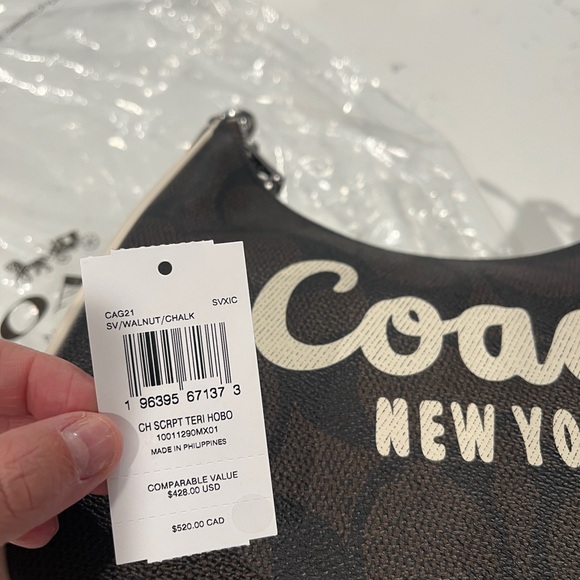 CAG21 SVXIC
SV/WALNUT/CHALK
1 96395 67137 3
CH SCRPT TERI HOBO
10011290MX01
MADE IN PHILIPPINES
COMPARABLE VALUE
$428.00 USD
$520.00 CAD
Coa
NEW YO